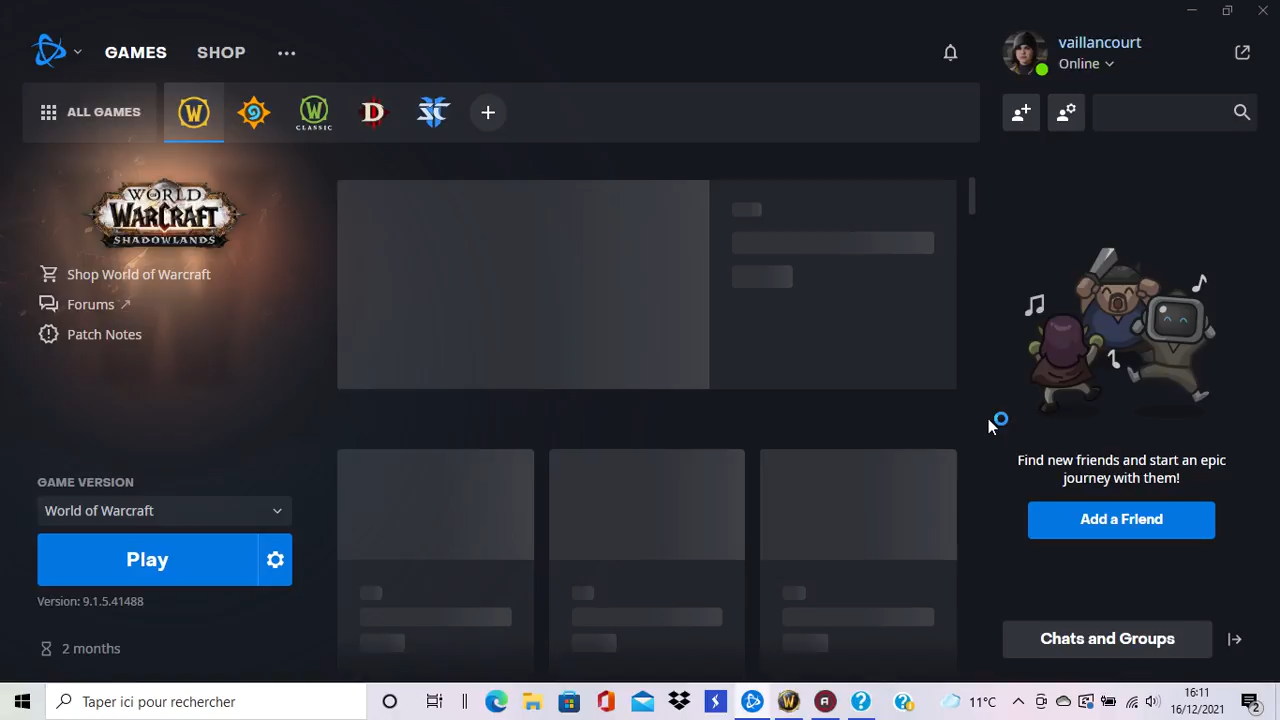 GAMES SHOP
vaillancourt
Online
ALL GAMES
W
W
CLASSIC
D
SC
WORLD
WARCRAFT
SHADOWLANDS
Shop World of Warcraft
Forums
Patch Notes
GAME VERSION
World of Warcraft
Play
Version: 9.1.5.41488
2 months
Find new friends and start an epic
journey with them!
Add a Friend
Chats and Groups
Taper ici pour rechercher
11°C
16:11
16/12/2021
2